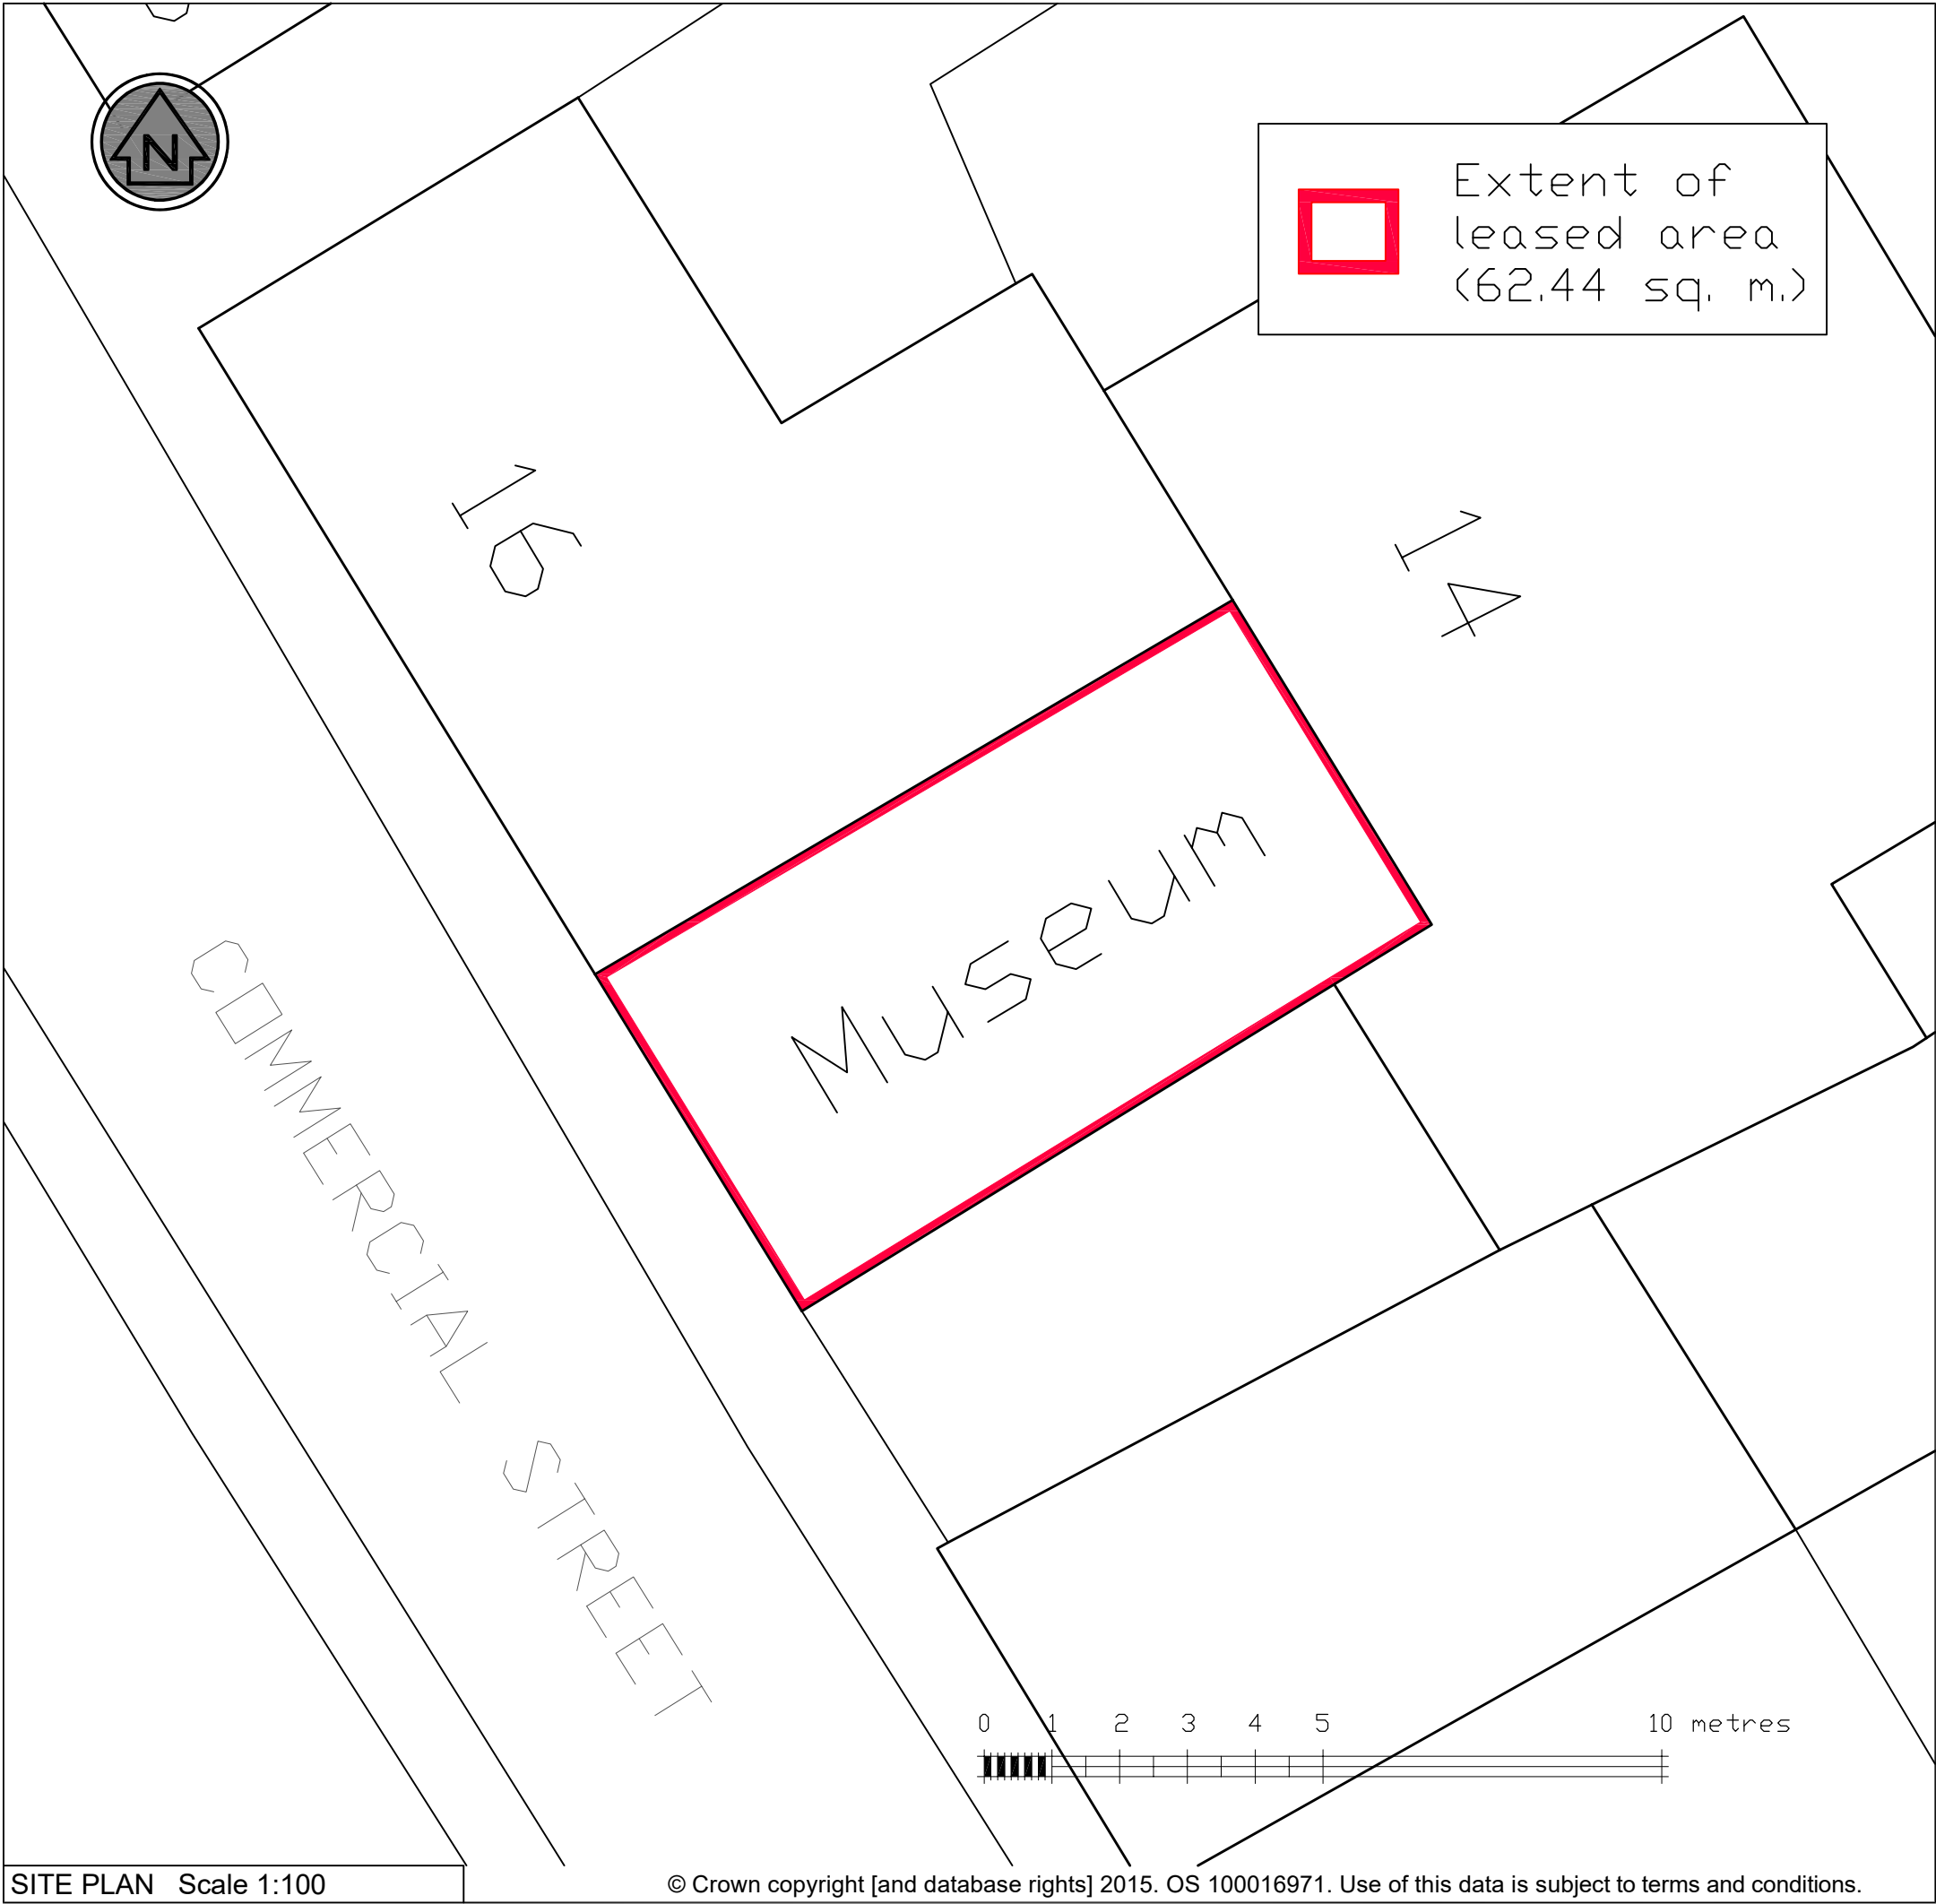 N
Extent of
leased area
(62.44 sq. m.)
16
14
Museum
COMMERCIAL STREET
0 1 2 3 4 5 10 metres
SITE PLAN Scale 1:100
© Crown copyright [and database rights] 2015. OS 100016971. Use of this data is subject to terms and conditions.